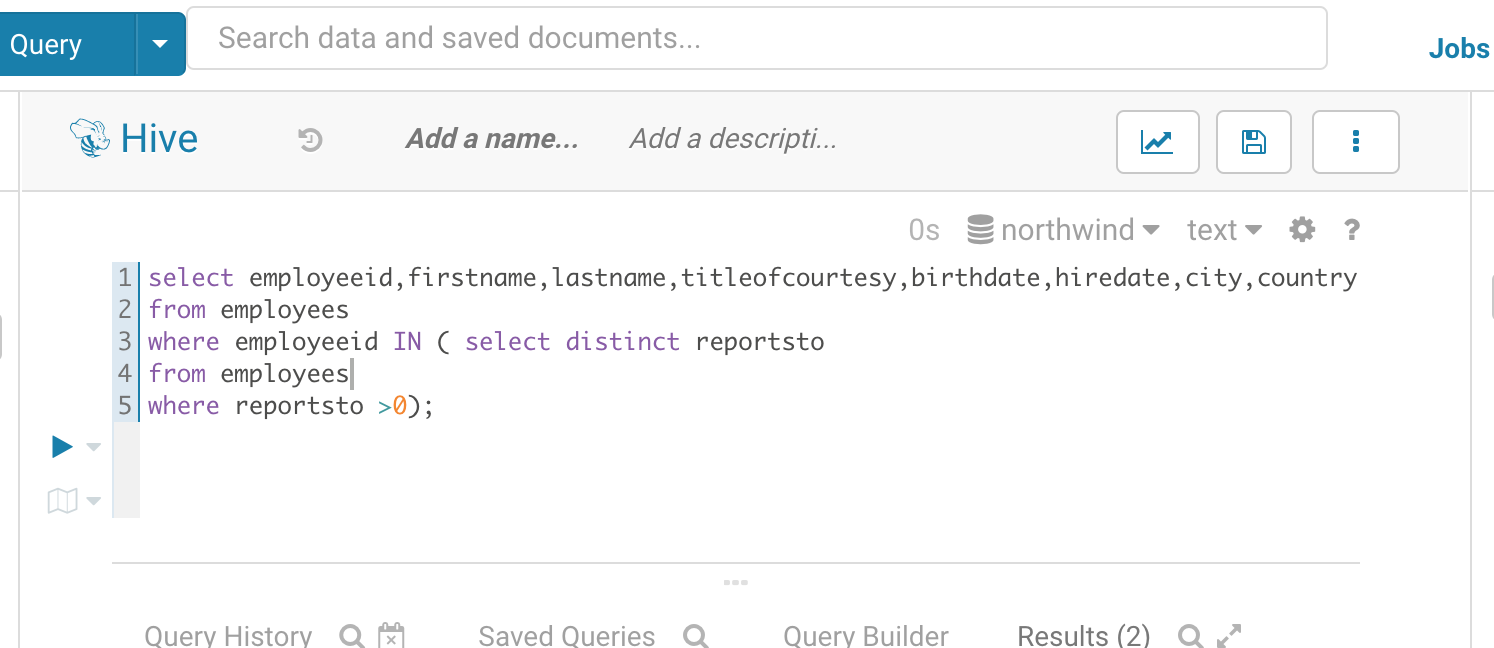 Query
Search data and saved documents...
Jobs
Hive
Add a name...
Add a descripti...
0s
northwind
text
?
1 select employeeid,firstname,lastname,titleofcourtesy,birthdate,hiredate,city,country
2 from employees
3 where employeeid IN ( select distinct reportsto
4 from employees
5 where reportsto >0);
Query History
Saved Queries
Query Builder
Results (2)